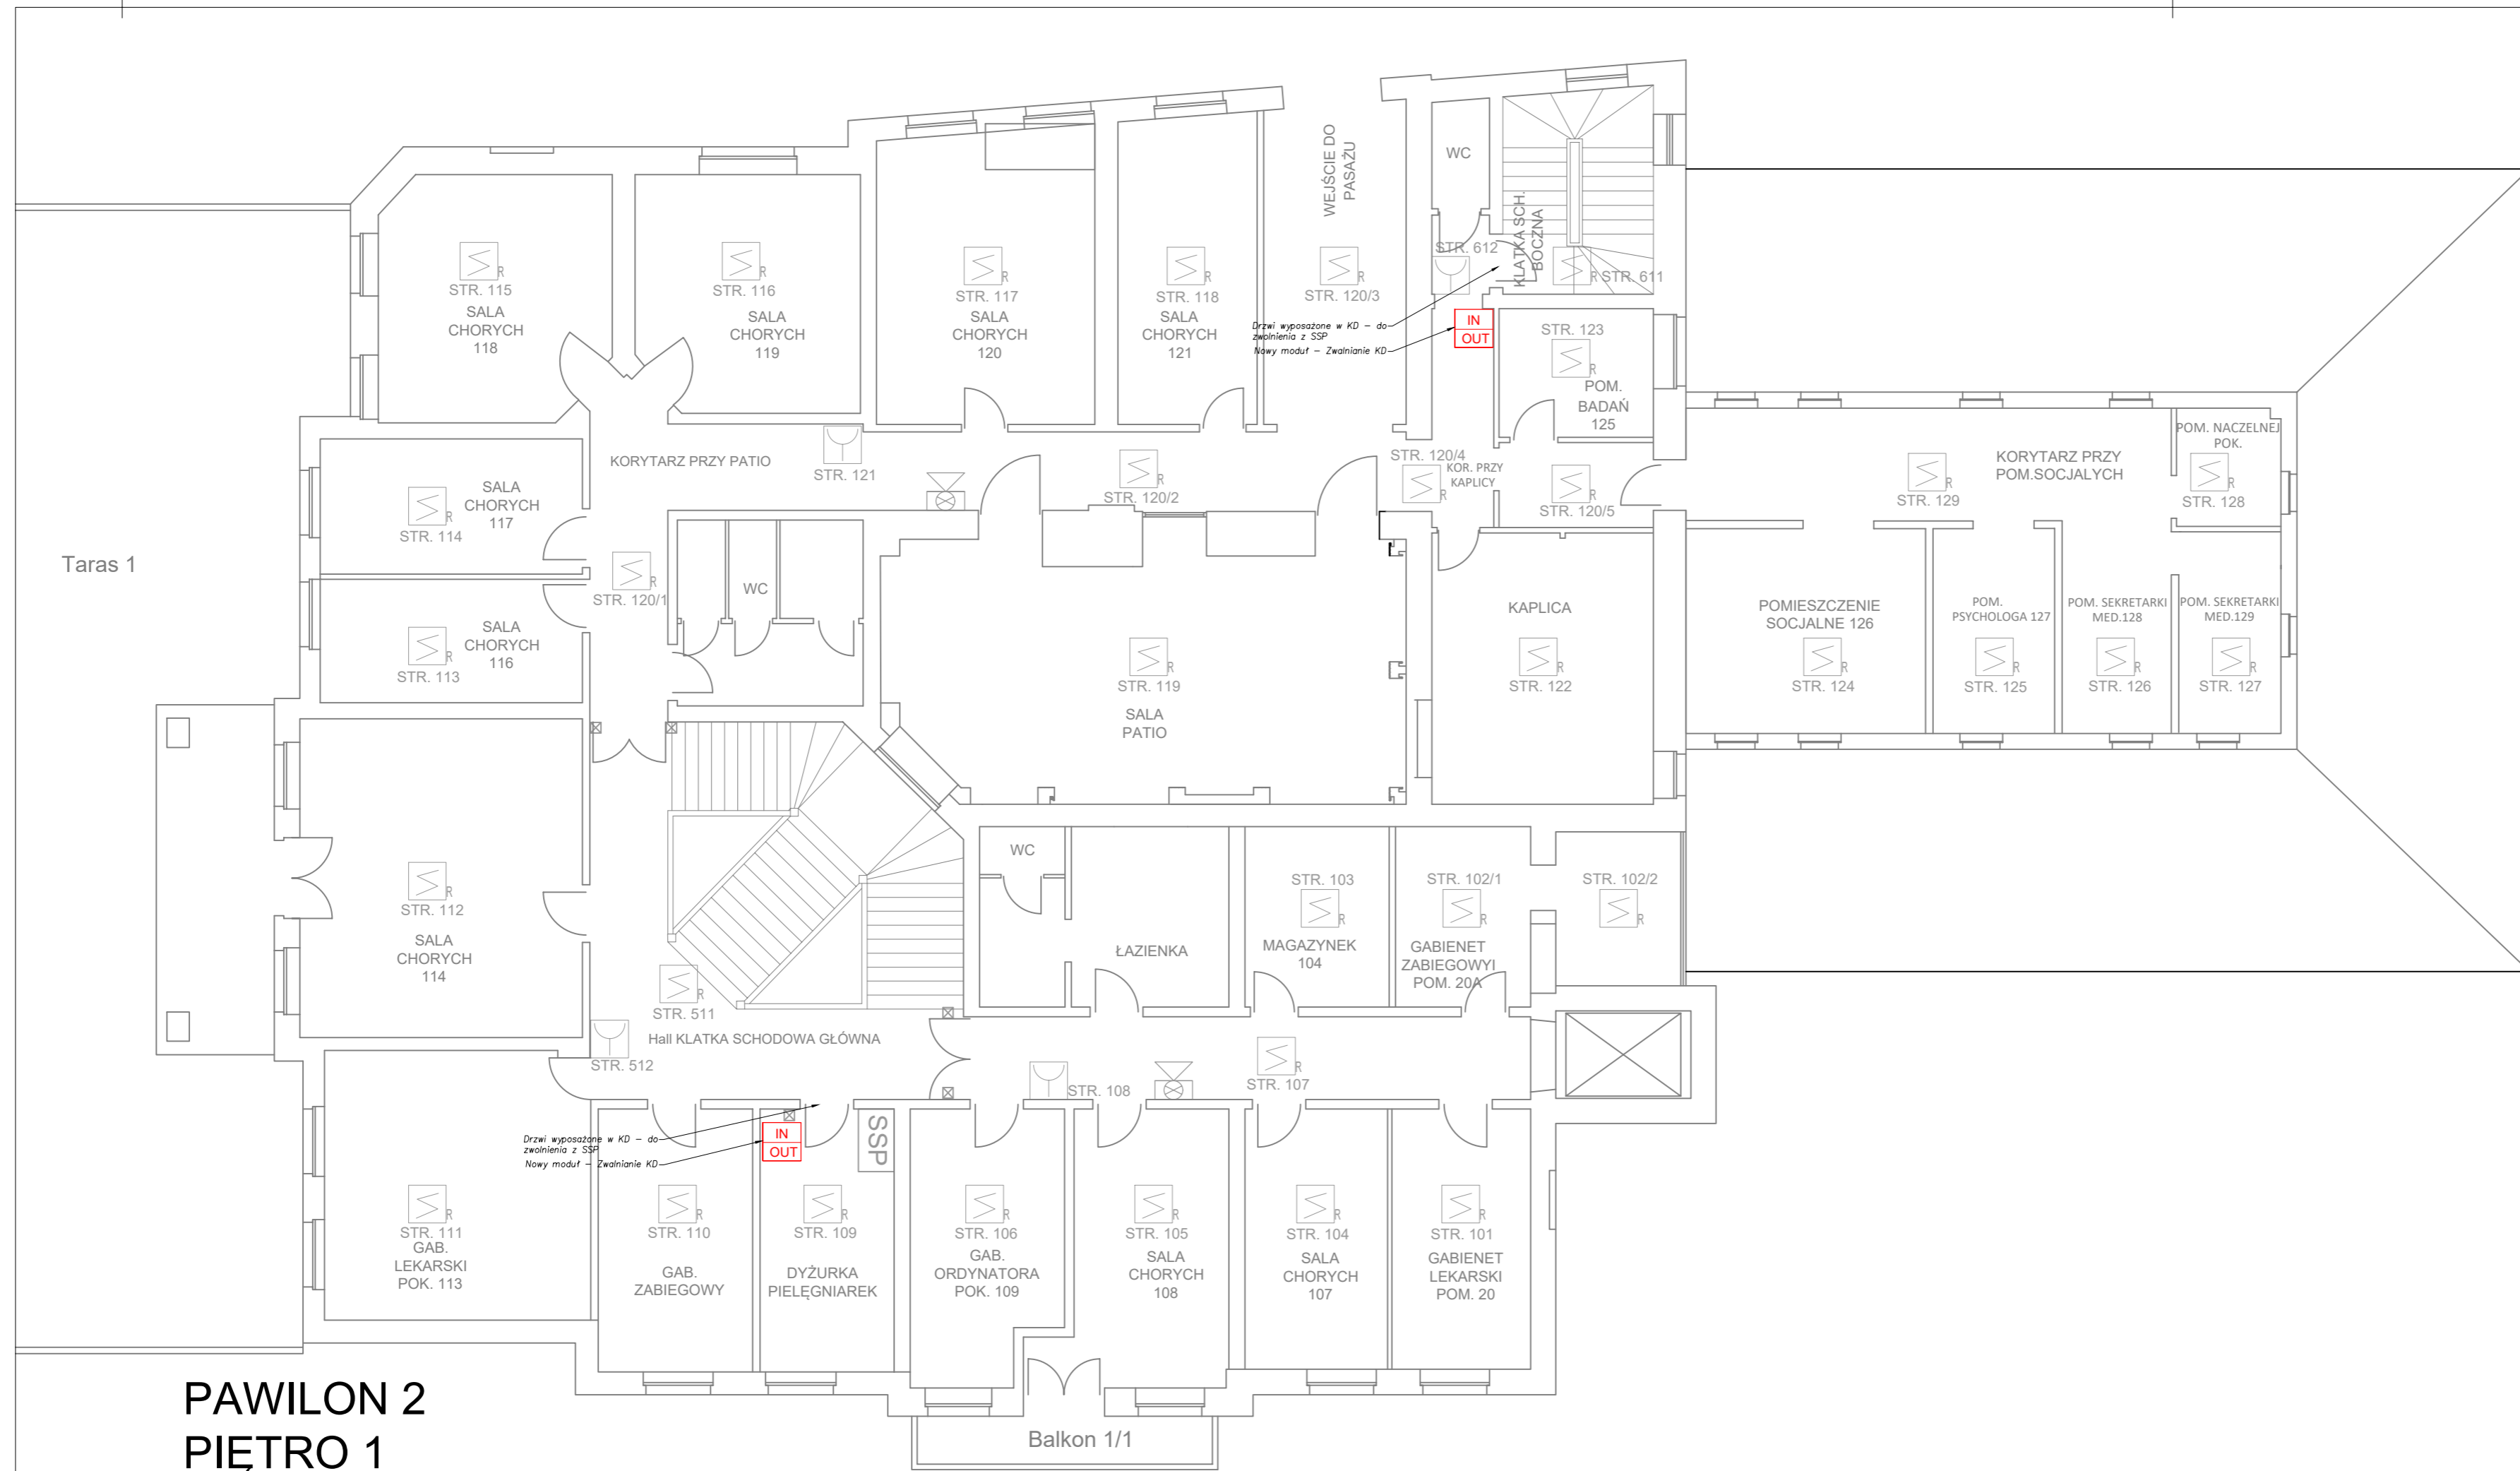 WC
WEJŚCIE DO
PASAŻU
KLATKA SCH.
BOCZNA
STR. 612
R STR. 611
R
STR. 115
SALA
CHORYCH
118
R
STR. 116
SALA
CHORYCH
119
R
STR. 117
SALA
CHORYCH
120
R
STR. 118
SALA
CHORYCH
121
R
STR. 120/3
Drzwi wyposażone w KD – do
zwolnienia z SSP
Nowy moduł – Zwalnianie KD
IN
OUT
STR. 123
R
POM.
BADAŃ
125
KORYTARZ PRZY PATIO
STR. 121
R
STR. 120/2
STR. 120/4
R
KOR. PRZY
KAPLICY
R
STR. 120/5
R
STR. 129
KORYTARZ PRZY
POM.SOCJALYCH
POM. NACZELNEJ
POK.
R
STR. 128
R
STR. 114
SALA
CHORYCH
117
Taras 1
R
STR. 120/1
WC
R
STR. 113
SALA
CHORYCH
116
R
STR. 119
SALA
PATIO
KAPLICA
R
STR. 122
POMIESZCZENIE
SOCJALNE 126
R
STR. 124
POM.
PSYCHOLOGA 127
R
STR. 125
POM. SEKRETARKI
MED.128
R
STR. 126
POM. SEKRETARKI
MED.129
R
STR. 127
R
STR. 112
SALA
CHORYCH
114
WC
ŁAZIENKA
STR. 103
R
MAGAZYNEK
104
STR. 102/1
R
GABIENET
ZABIEGOWYI
POM. 20A
STR. 102/2
R
R
STR. 511
Hall KLATKA SCHODOWA GŁÓWNA
STR. 512
STR. 108
R
STR. 107
Drzwi wyposażone w KD – do
zwolnienia z SSP
Nowy moduł – Zwalnianie KD
IN
OUT
SSP
R
STR. 111
GAB.
LEKARSKI
POK. 113
R
STR. 110
GAB.
ZABIEGOWY
R
STR. 109
DYŻURKA
PIELĘGNIAREK
R
STR. 106
GAB.
ORDYNATORA
POK. 109
R
STR. 105
SALA
CHORYCH
108
R
STR. 104
SALA
CHORYCH
107
R
STR. 101
GABIENET
LEKARSKI
POM. 20
Balkon 1/1
PAWILON 2
PIĘTRO 1